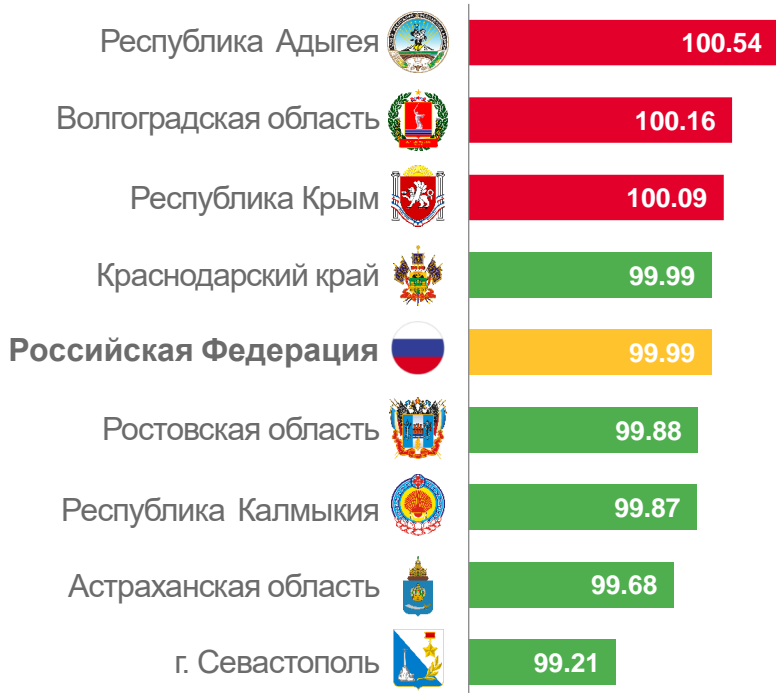 Республика Адыгея 100.54
Волгоградская область 100.16
Республика Крым 100.09
Краснодарский край 99.99
Российская Федерация 99.99
Ростовская область 99.88
Республика Калмыкия 99.87
Астраханская область 99.68
г. Севастополь 99.21